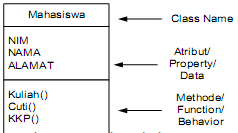 Mahasiswa
Class Name
NIM
NAMA
ALAMAT
Atribut/
Property/
Data
Kuliah()
Cuti()
KKP()
Methode/
Function/
Behavior